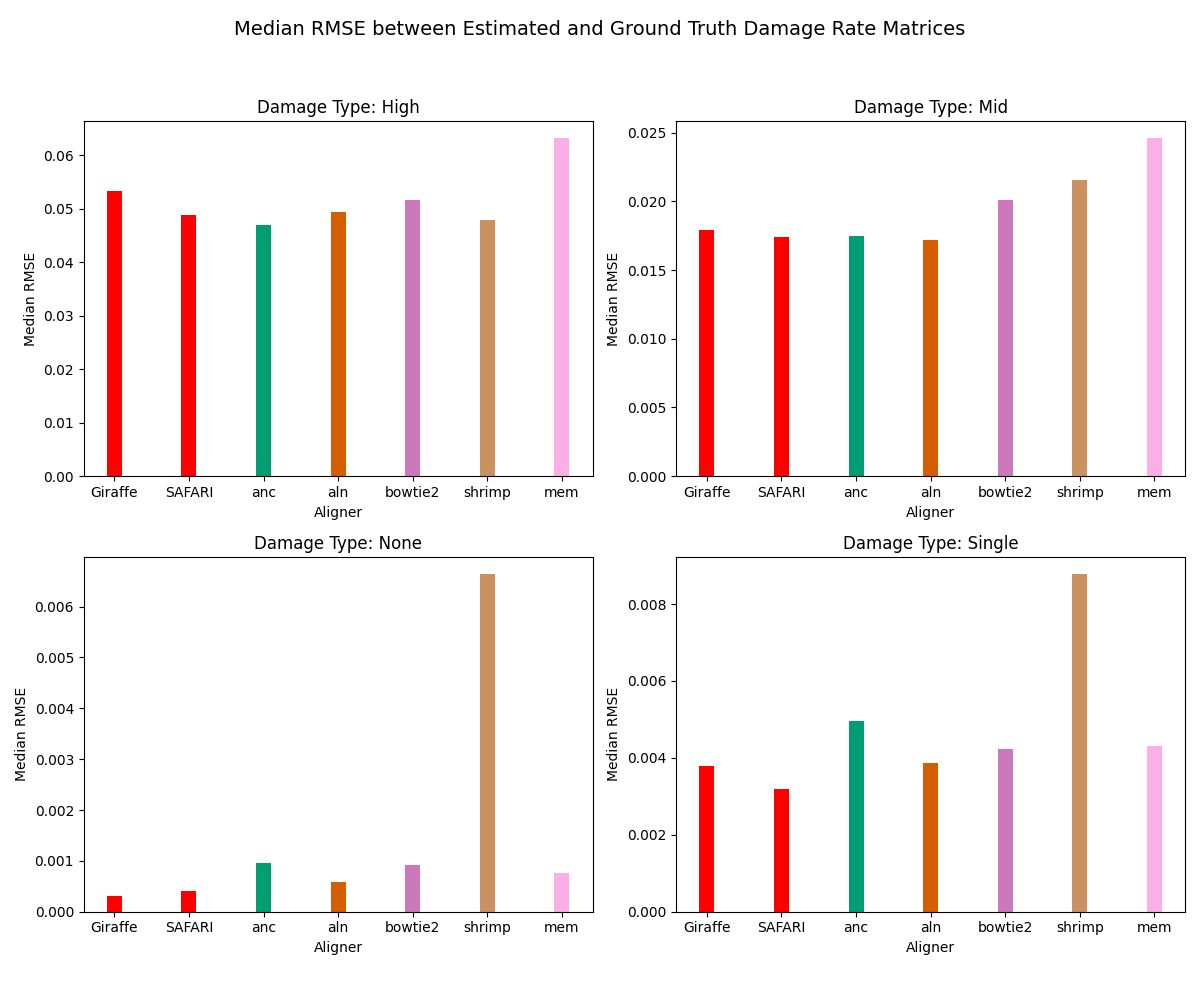 Median RMSE between Estimated and Ground Truth Damage Rate Matrices
Damage Type: High
0.06
0.05
0.04
0.03
0.02
0.01
0.00
Median RMSE
Giraffe SAFARI anc aln bowtie2 shrimp mem
Aligner
Damage Type: Mid
0.025
0.020
0.015
0.010
0.005
0.000
Median RMSE
Giraffe SAFARI anc aln bowtie2 shrimp mem
Aligner
Damage Type: None
0.006
0.005
0.004
0.003
0.002
0.001
0.000
Median RMSE
Giraffe SAFARI anc aln bowtie2 shrimp mem
Aligner
Damage Type: Single
0.008
0.006
0.004
0.002
0.000
Median RMSE
Giraffe SAFARI anc aln bowtie2 shrimp mem
Aligner